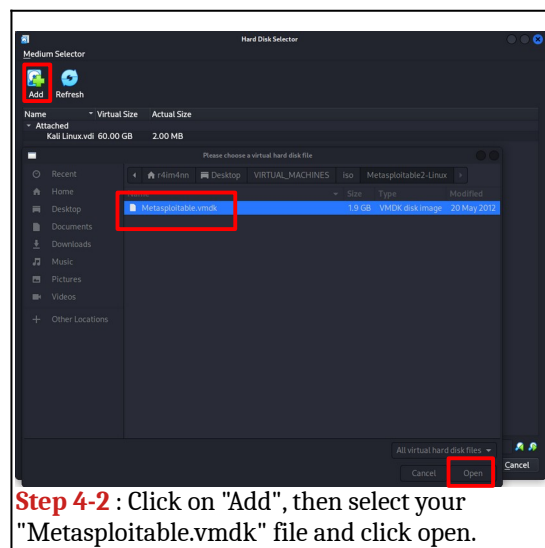 Hard Disk Selector
Medium Selector
Add Refresh
Name Virtual Size Actual Size
Attached
Kali Linux.vdi 60.00 GB 2.00 MB
Please choose a virtual hard disk file
Recent r4im4nn Desktop VIRTUAL_MACHINES iso Metasploitable2-Linux
Home Size Type Modified
Desktop Metasploitable.vmdk 1.9 GB VMDK disk image 20 May 2012
Documents
Downloads
Music
Pictures
Videos
+ Other Locations
All virtual hard disk files
Cancel Open Cancel
Step 4-2 : Click on "Add", then select your
"Metasploitable.vmdk" file and click open.